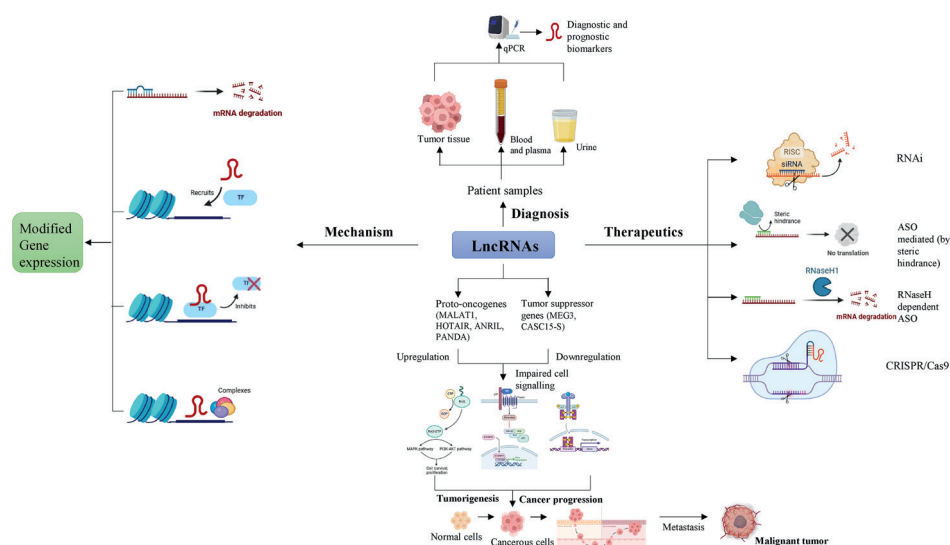 Diagnostic and
prognostic
biomarkers
qPCR
Tumor tissue
Blood
and plasma
Urine
Patient samples
Diagnosis
LncRNAs
Mechanism
Therapeutics
Modified
Gene
expression
mRNA degradation
Recruits
TF
TF
TF
Inhibits
Complexes
RISC
siRNA
RNAi
Steric
hindrance
No translation
ASO
mediated (by
steric
hindrance)
RNaseH1
mRNA degradation
RNaseH
dependent
ASO
CRISPR/Cas9
Proto-oncogenes
(MALAT1,
HOTAIR, ANRIL,
PANDA)
Tumor suppressor
genes (MEG3,
CASC15-S)
Upregulation
Downregulation
Impaired cell
signalling
MAPK pathway
PI3K-AKT pathway
Cell survival,
proliferation
Tumorigenesis
Cancer progression
Normal cells
Cancerous cells
Metastasis
Malignant tumor